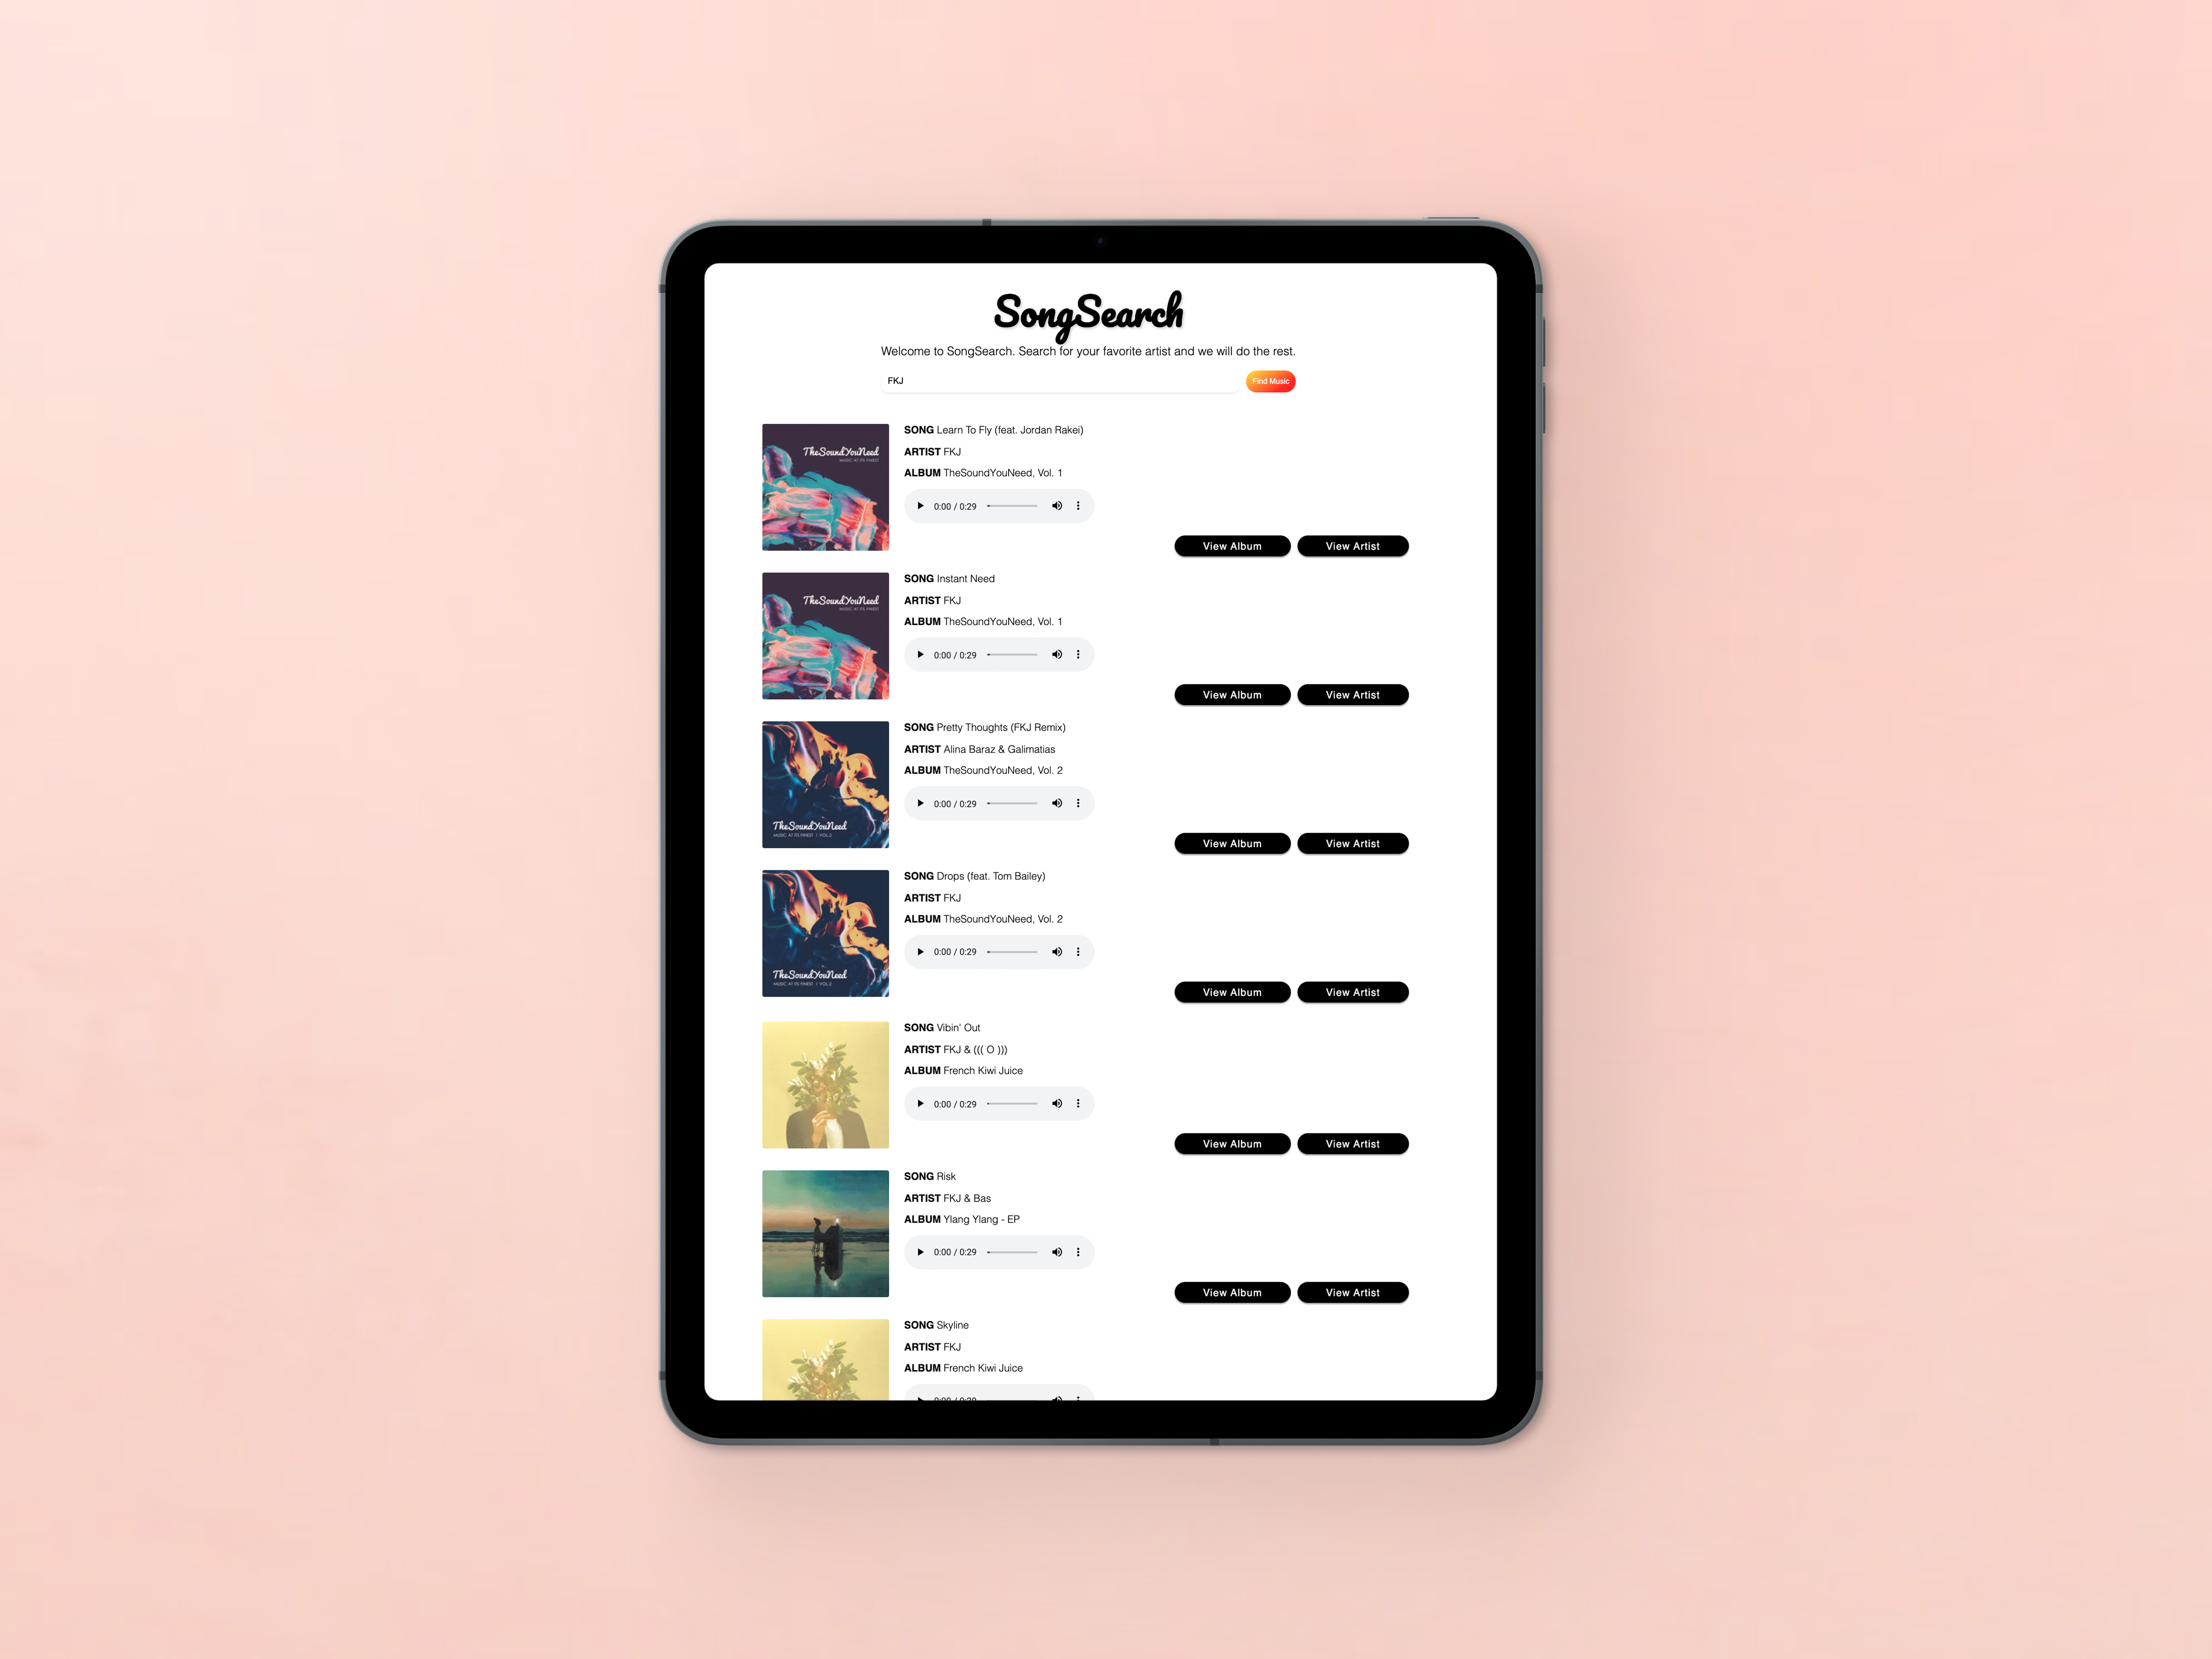 SongSearch
Welcome to SongSearch. Search for your favorite artist and we will do the rest.
FKJ
Find Music
TheSoundYouNeed
MUSIC AT ITS FINEST
SONG Learn To Fly (feat. Jordan Rakei)
ARTIST FKJ
ALBUM TheSoundYouNeed, Vol. 1
0:00 / 0:29
View Album View Artist
TheSoundYouNeed
MUSIC AT ITS FINEST
SONG Instant Need
ARTIST FKJ
ALBUM TheSoundYouNeed, Vol. 1
0:00 / 0:29
View Album View Artist
SONG Pretty Thoughts (FKJ Remix)
ARTIST Alina Baraz & Galimatias
ALBUM TheSoundYouNeed, Vol. 2
0:00 / 0:29
TheSoundYouNeed
MUSIC AT ITS FINEST | VOL.2
View Album View Artist
SONG Drops (feat. Tom Bailey)
ARTIST FKJ
ALBUM TheSoundYouNeed, Vol. 2
0:00 / 0:29
TheSoundYouNeed
MUSIC AT ITS FINEST | VOL.2
View Album View Artist
SONG Vibin' Out
ARTIST FKJ & ((( O )))
ALBUM French Kiwi Juice
0:00 / 0:29
View Album View Artist
SONG Risk
ARTIST FKJ & Bas
ALBUM Ylang Ylang - EP
0:00 / 0:29
View Album View Artist
SONG Skyline
ARTIST FKJ
ALBUM French Kiwi Juice